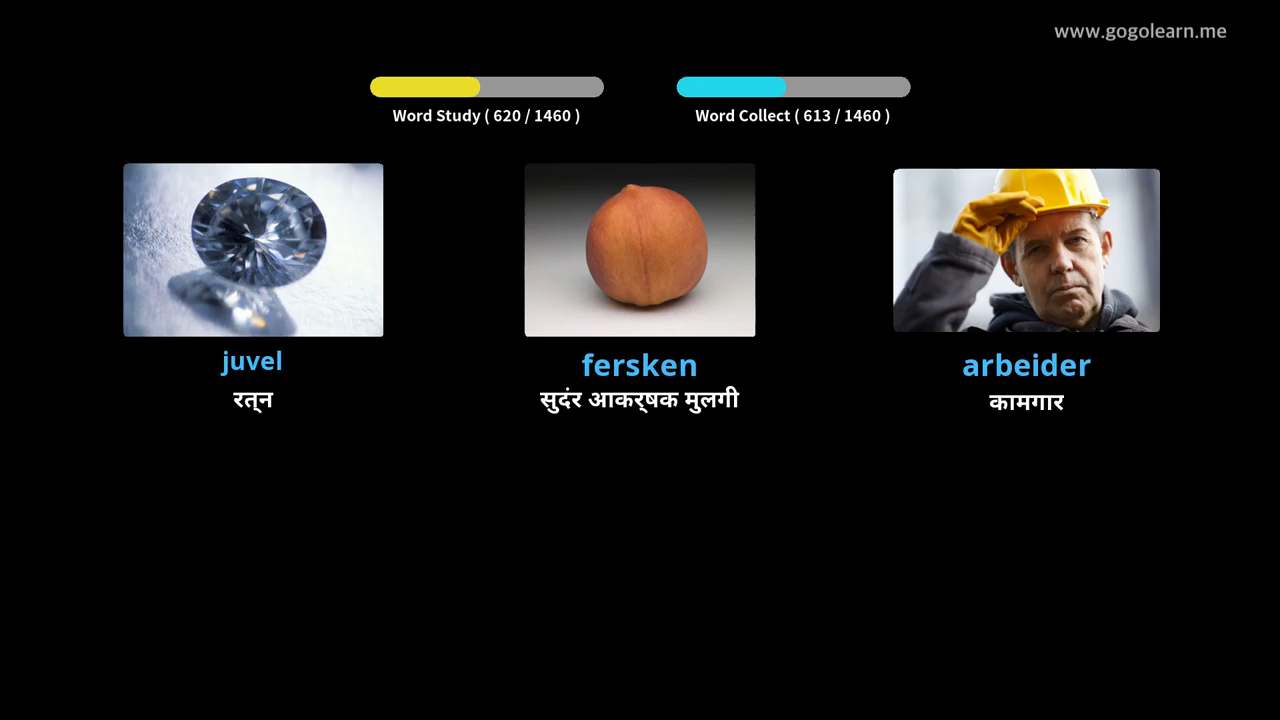 www.gogolearn.me
Word Study ( 620 / 1460 )
Word Collect ( 613 / 1460 )
juvel
fersken
arbeider
रत्न
सुदंर आकर्षक मुलगी
कामगार